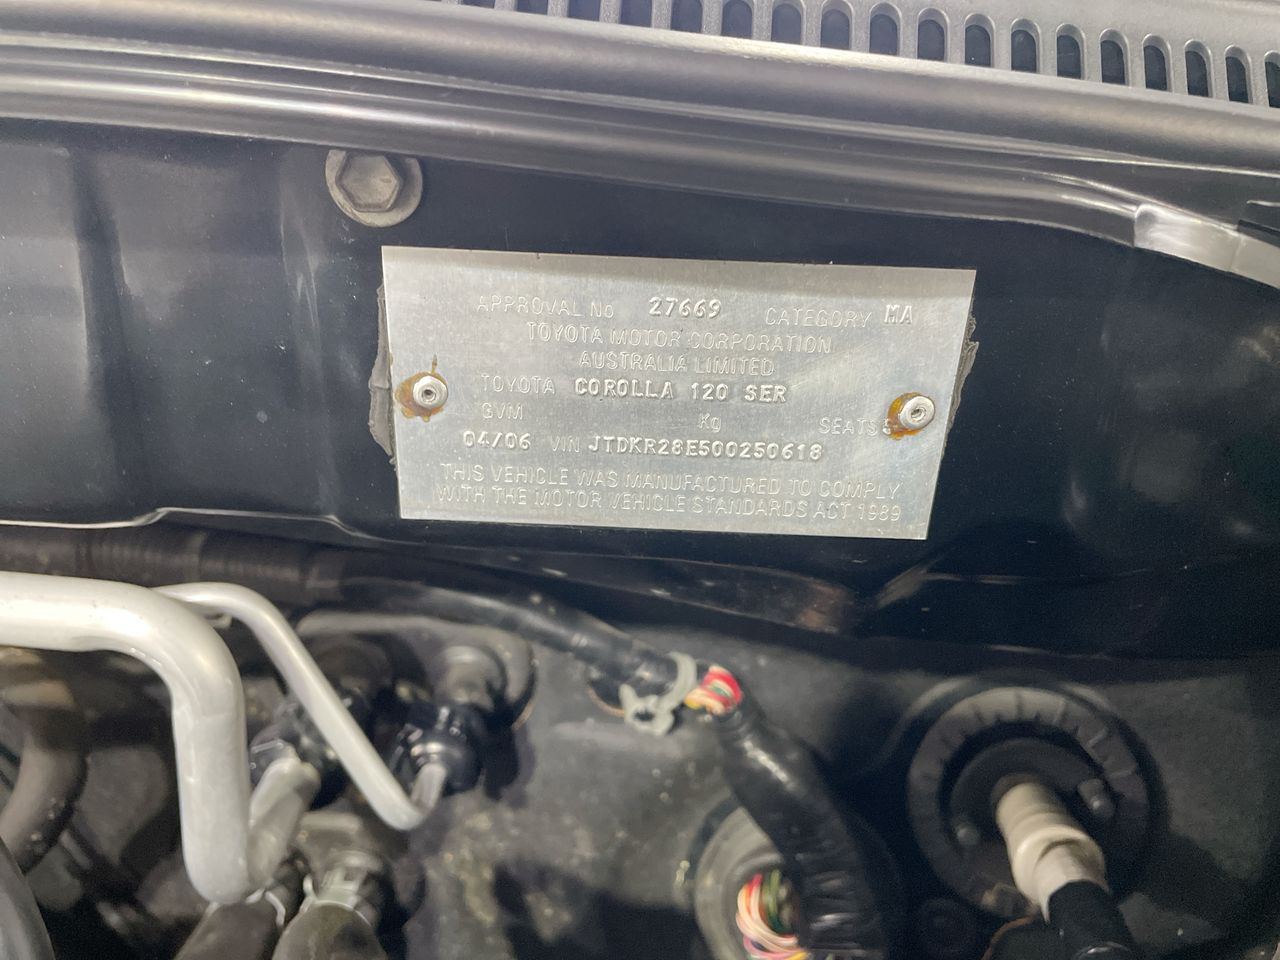 APPROVAL No 27669 CATEGORY MA
TOYOTA MOTOR CORPORATION
AUSTRALIA LIMITED
TOYOTA COROLLA 120 SER
GVM Kg SEATS 5
04/06 VIN JTDKR28E500250618
THIS VEHICLE WAS MANUFACTURED TO COMPLY
WITH THE MOTOR VEHICLE STANDARDS ACT 1989